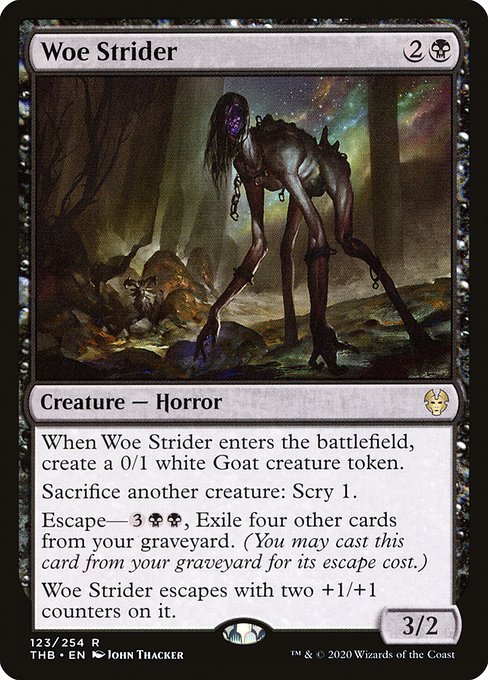 Woe Strider 2
Creature — Horror
When Woe Strider enters the battlefield,
create a 0/1 white Goat creature token.
Sacrifice another creature: Scry 1.
Escape—3, Exile four other cards
from your graveyard. (You may cast this
card from your graveyard for its escape cost.)
Woe Strider escapes with two +1/+1
counters on it.
3/2
123/254 R
THB • EN John Thacker
™ & © 2020 Wizards of the Coast